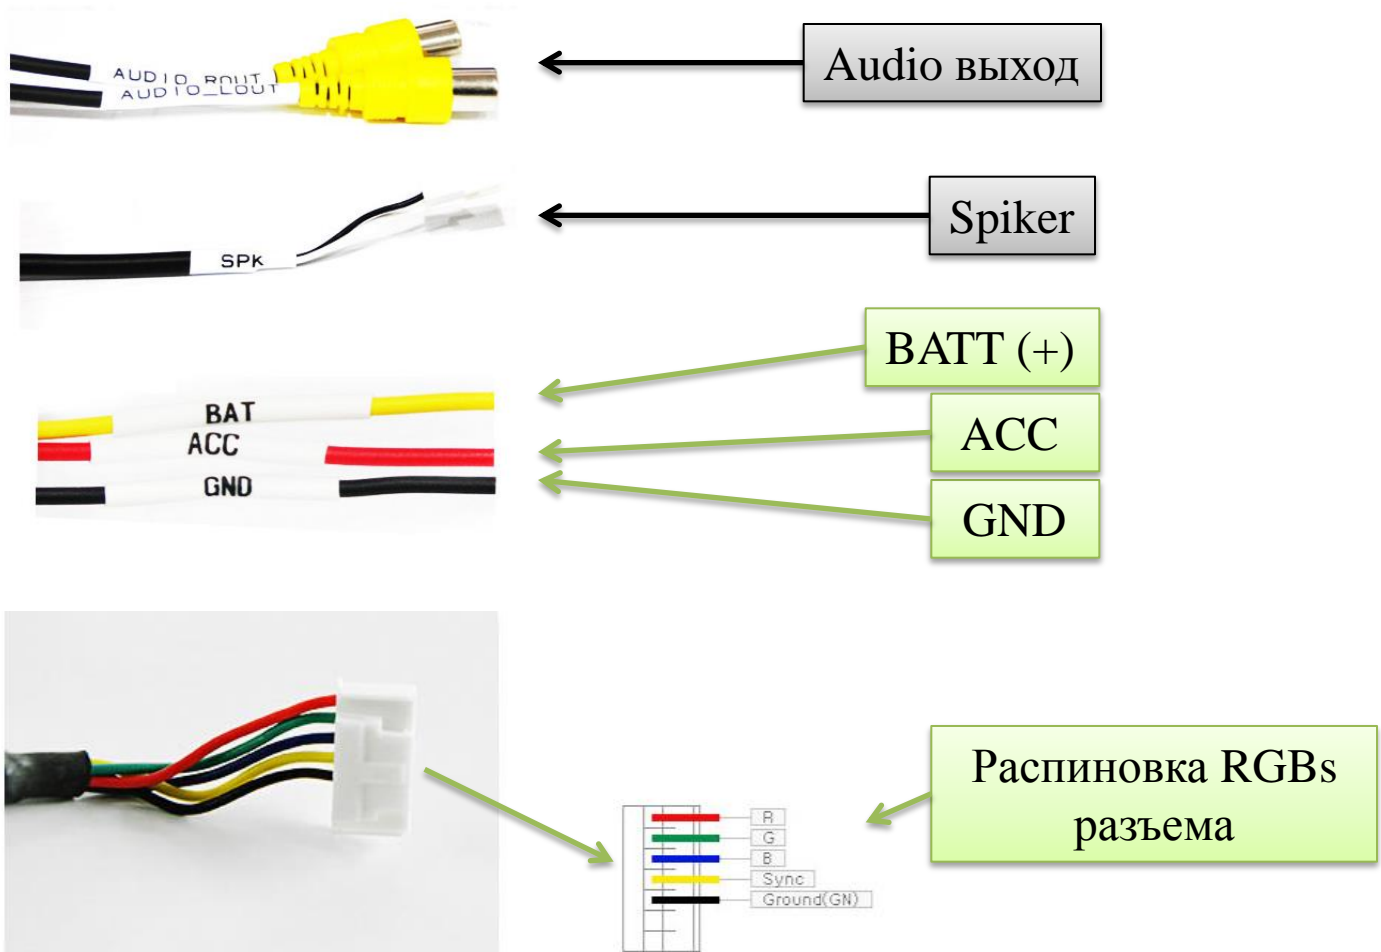 AUDIO_ROUT
AUDIO_LOUT
Audio выход
SPK
Spiker
BATT (+)
BAT
ACC
ACC
GND
GND
Распиновка RGBs
разъема
R
G
B
Sync
Ground(GN)